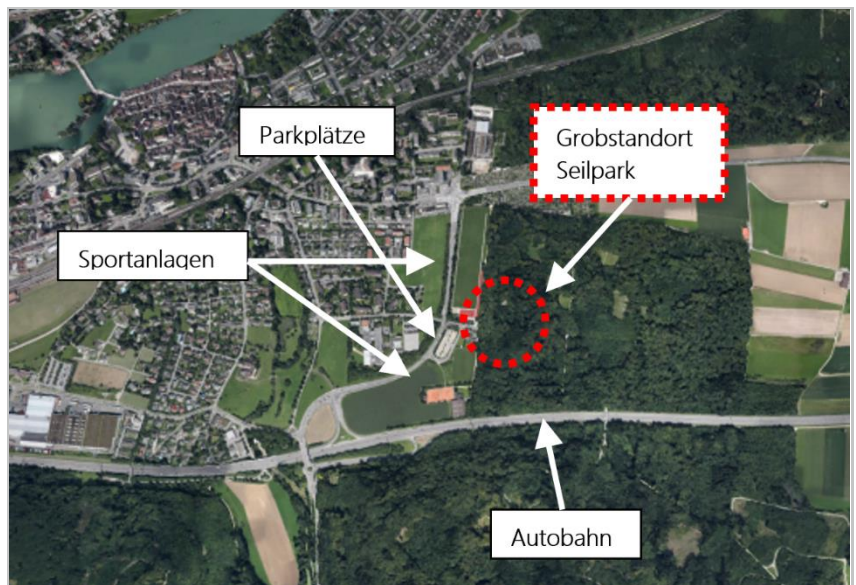 Parkplätze
Grobstandort
Seilpark
Sportanlagen
Autobahn